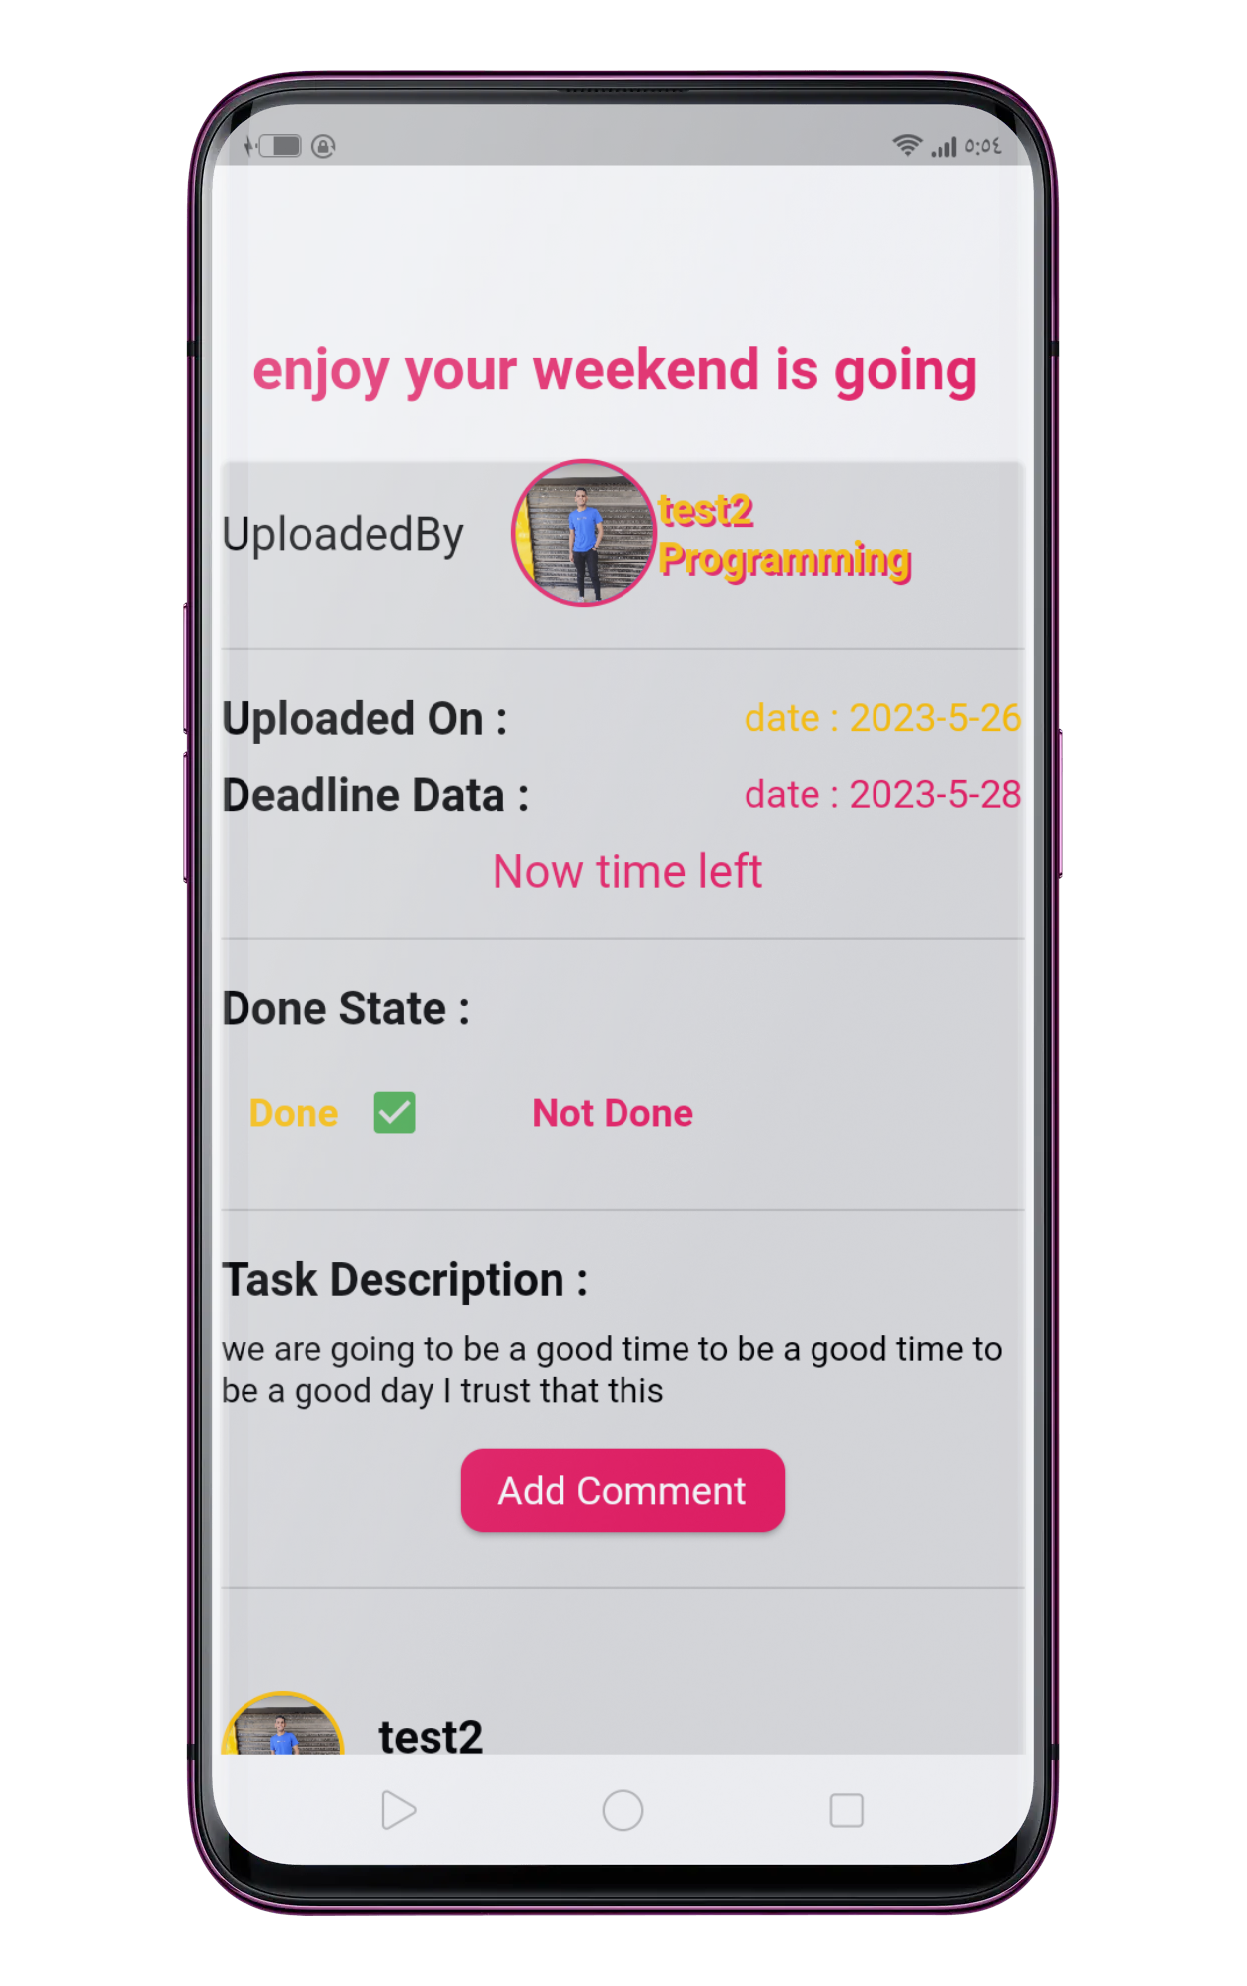 ٥:٥٤
enjoy your weekend is going
UploadedBy
test2
Programming
Uploaded On :
date : 2023-5-26
Deadline Data :
date : 2023-5-28
Now time left
Done State :
Done
Not Done
Task Description :
we are going to be a good time to be a good time to
be a good day I trust that this
Add Comment
test2